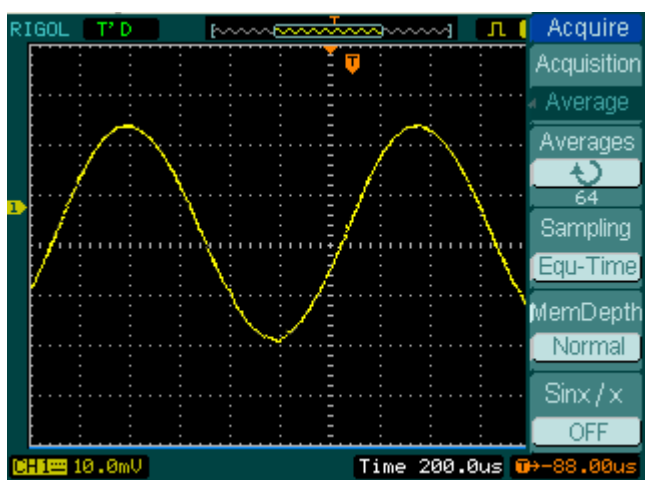 RIGOL T'D T Acquire
T
Acquisition
Average
Averages
64
Sampling
Equ-Time
MemDepth
Normal
Sinx/x
OFF
1
CH1 10.0mV Time 200.0us T→-88.00us